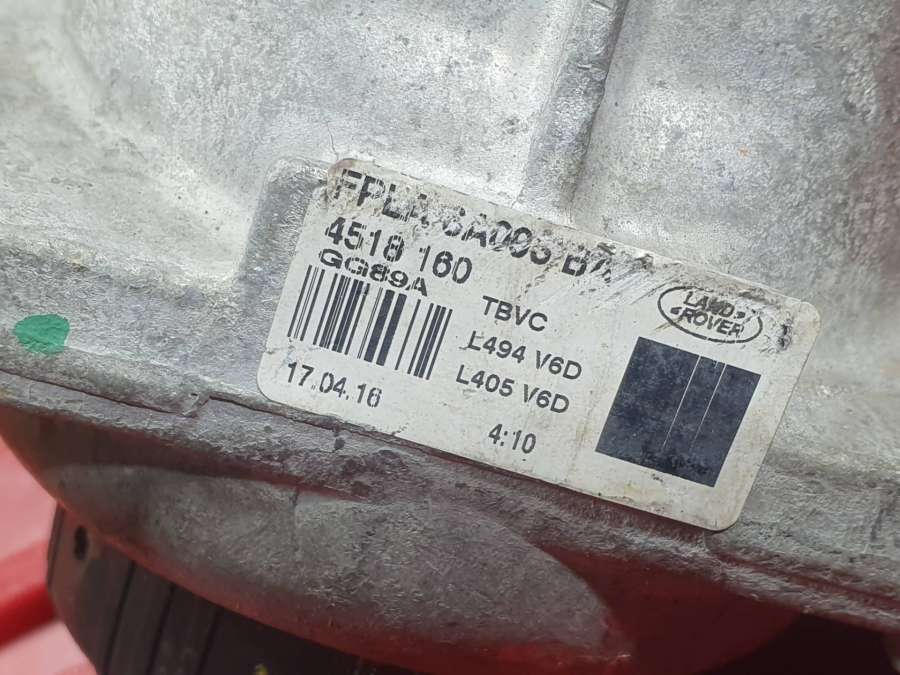 4518 160
GG89A
TBVC
L494 V6D
L405 V6D
17.04.16
4:10
LAND
ROVER